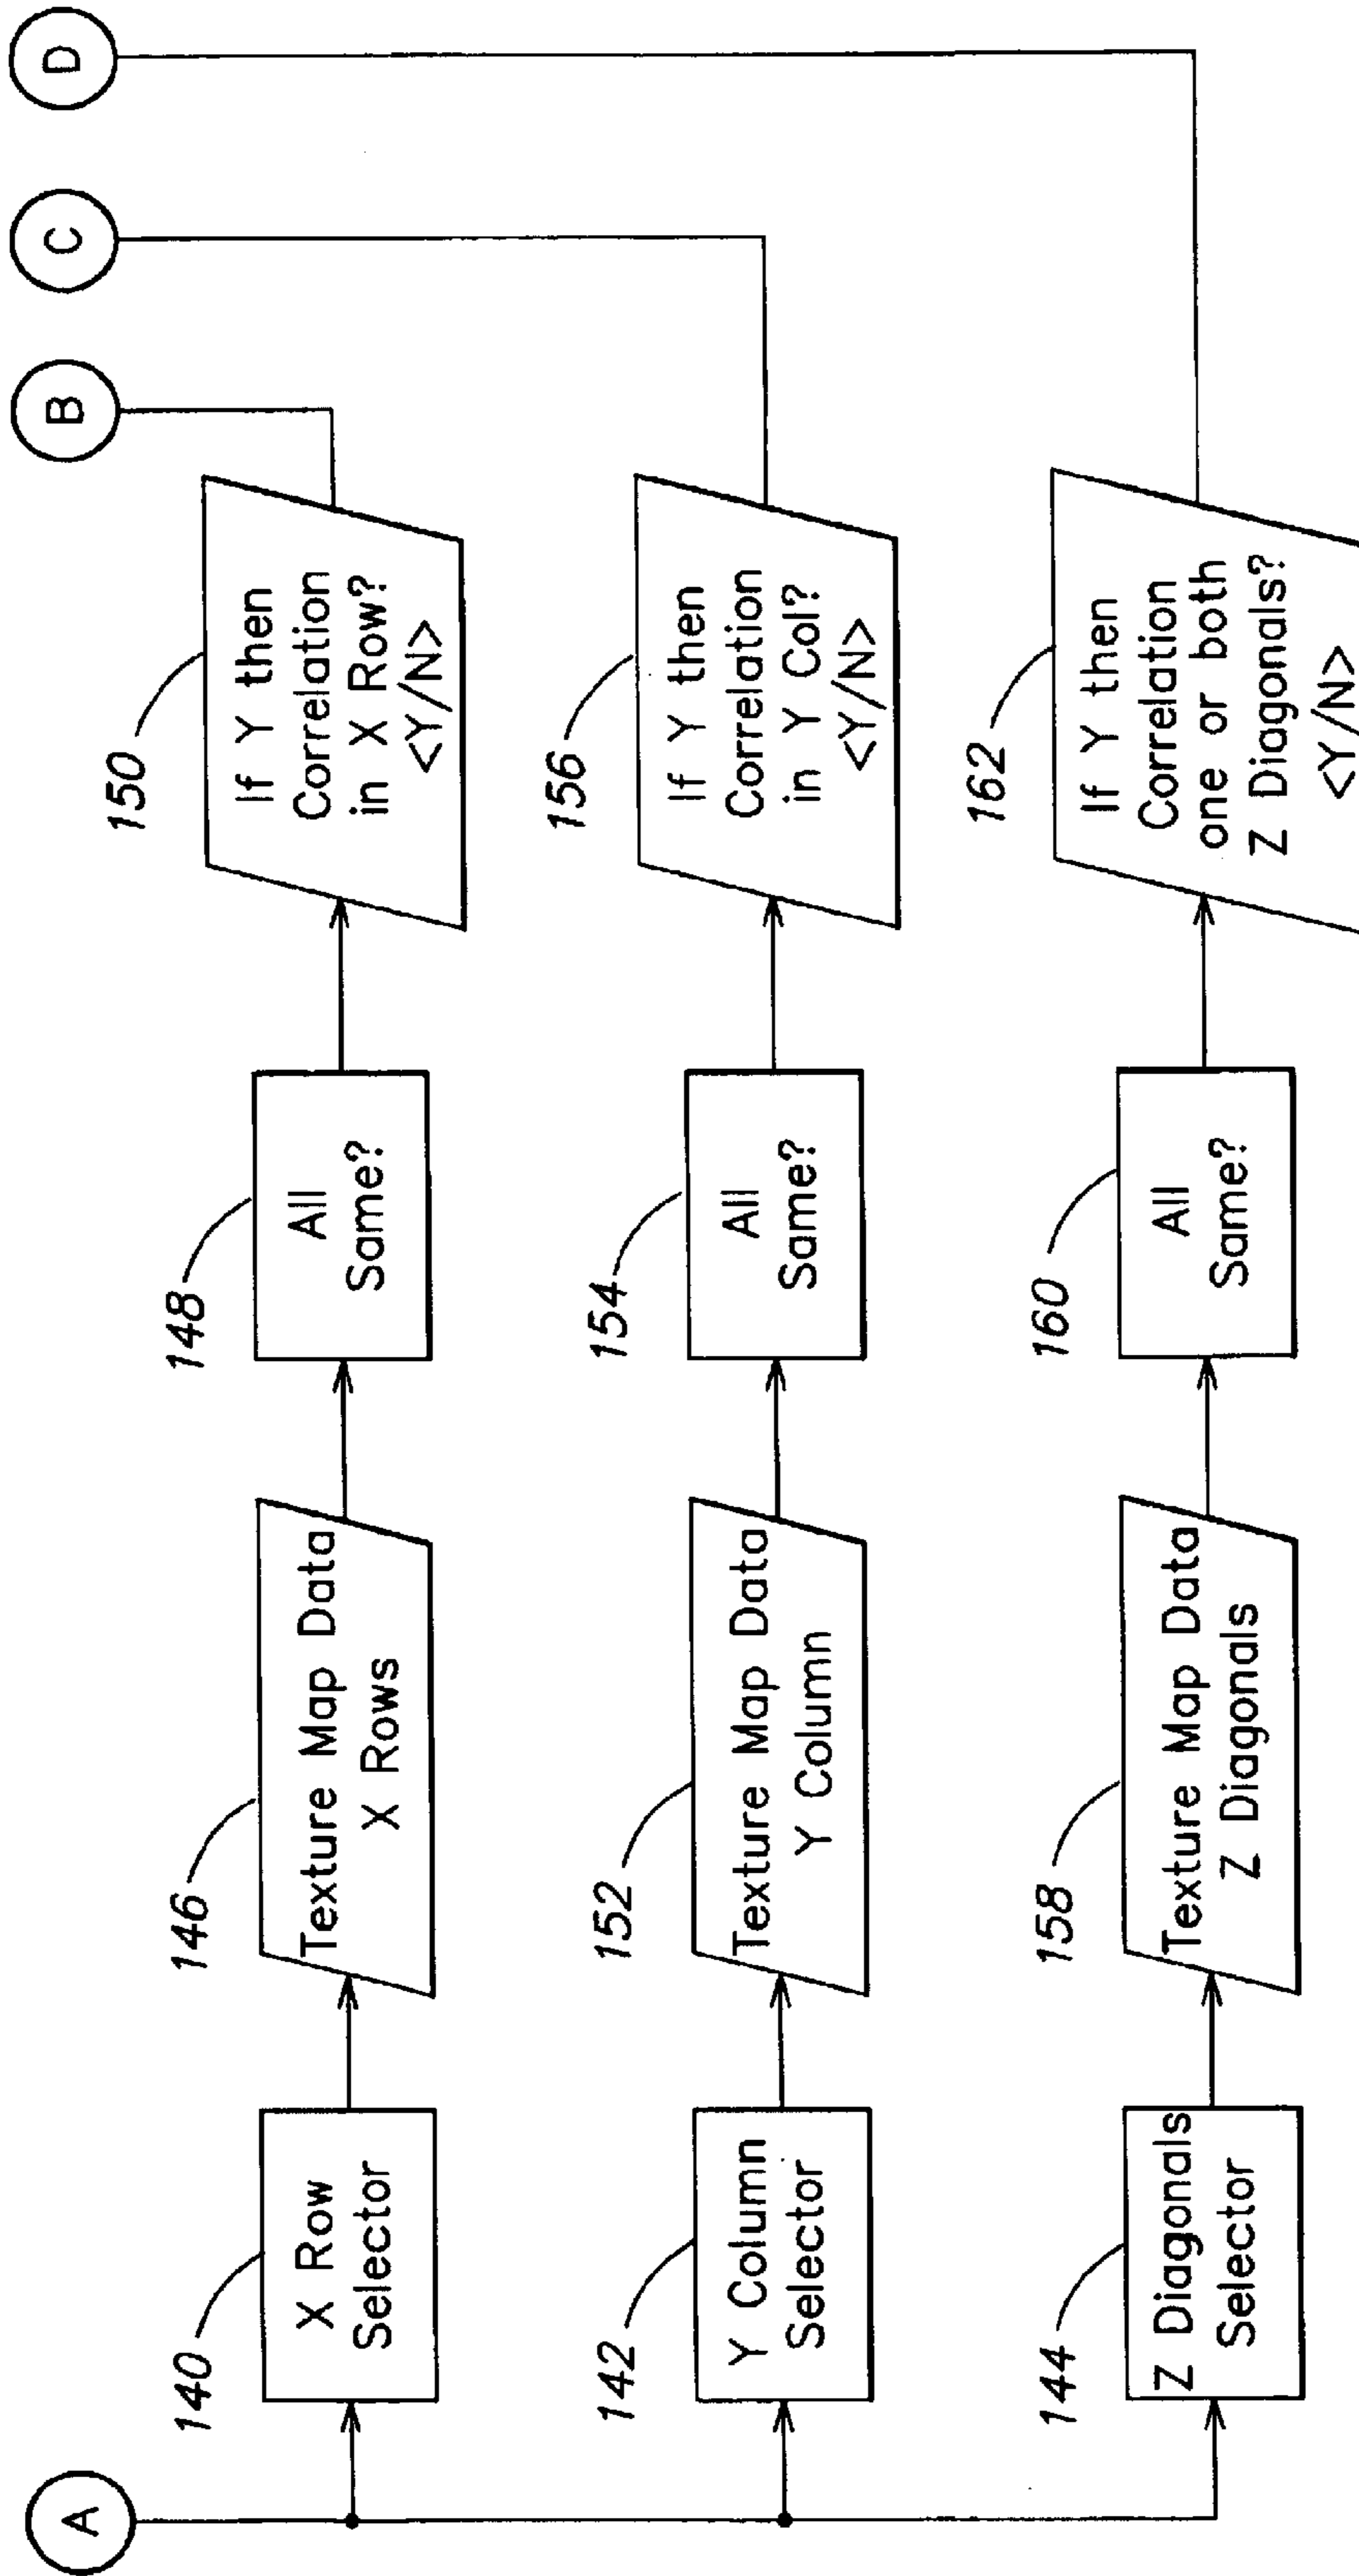 A
B
C
D
140
X Row
Selector
146
Texture Map Data
X Rows
148
All
Same?
150
If Y then
Correlation
in X Row?
<Y/N>
142
Y Column
Selector
152
Texture Map Data
Y Column
154
All
Same?
156
If Y then
Correlation
in Y Col?
<Y/N>
144
Z Diagonals
Selector
158
Texture Map Data
Z Diagonals
160
All
Same?
162
If Y then
Correlation
one or both
Z Diagonals?
<Y/N>